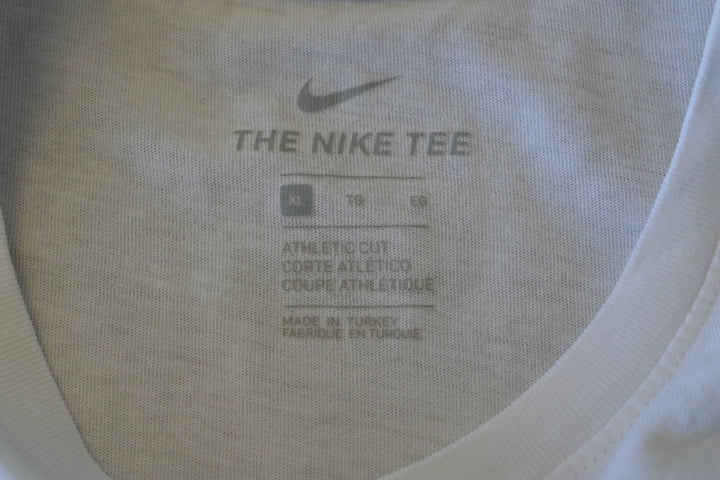 THE NIKE TEE
XL TG EG
ATHLETIC CUT
CORTE ATLÉTICO
COUPE ATHLÉTIQUE
MADE IN TURKEY
FABRIQUÉ EN TURQUIE